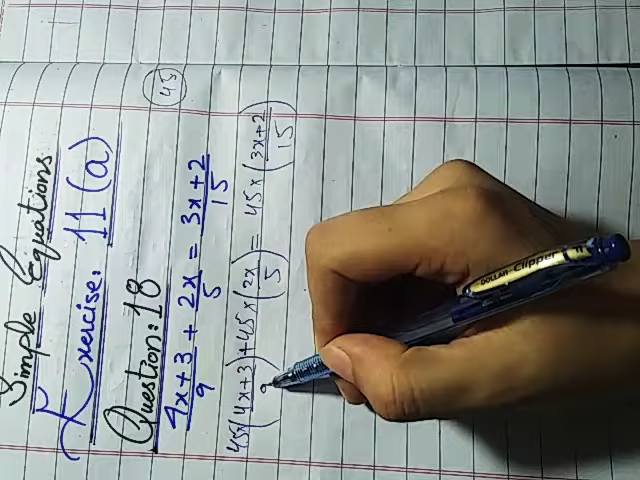 Simple Equations
Exercise: 11(a)
Question: 18
45
4x+3/9 + 2x/5 = 3x+2/15
45×(4x+3/9) + 45×(2x/5) = 45×(3x+2/15)
DOLLAR Clipper